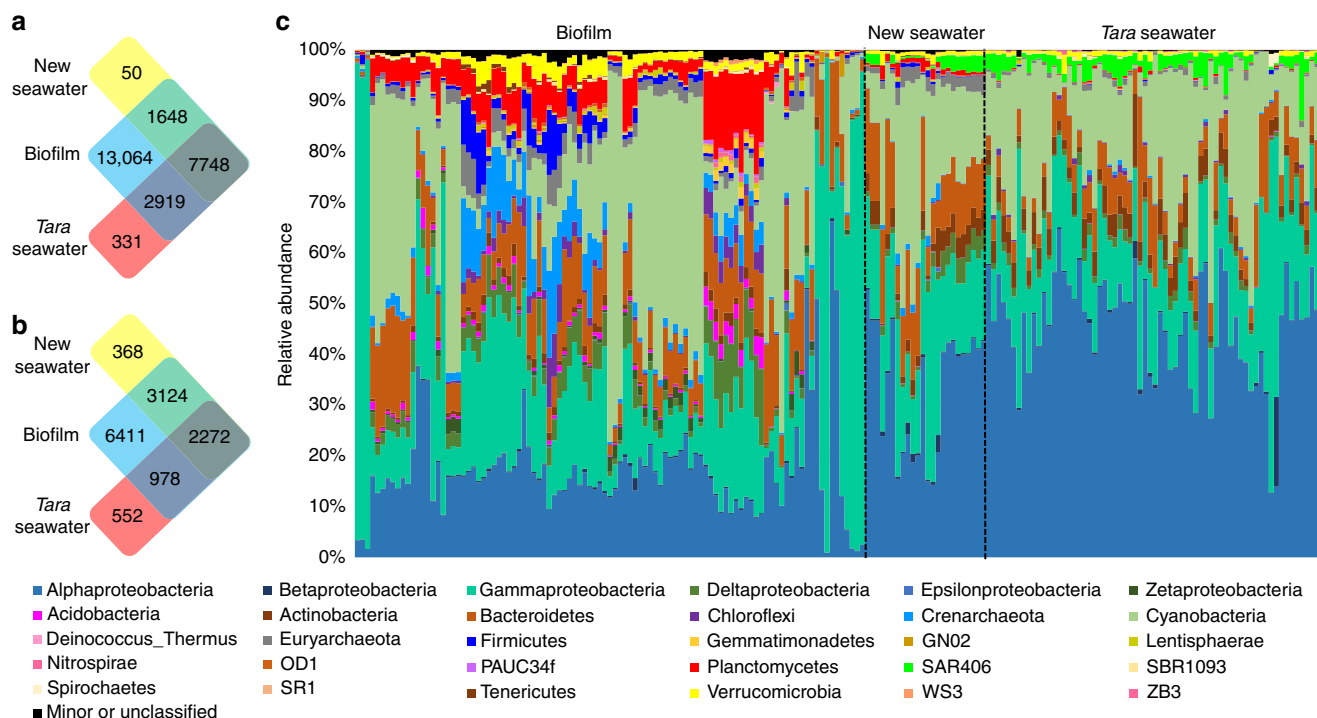 a
New
seawater
50
1648
Biofilm
13,064
7748
2919
Tara
seawater
331
b
New
seawater
368
3124
Biofilm
6411
2272
978
Tara
seawater
552
c
Biofilm
New seawater
Tara seawater
Relative abundance
100%
90%
80%
70%
60%
50%
40%
30%
20%
10%
0%
Alphaproteobacteria
Betaproteobacteria
Gammaproteobacteria
Deltaproteobacteria
Epsilonproteobacteria
Zetaproteobacteria
Acidobacteria
Actinobacteria
Bacteroidetes
Chloroflexi
Crenarchaeota
Cyanobacteria
Deinococcus_Thermus
Euryarchaeota
Firmicutes
Gemmatimonadetes
GN02
Lentisphaerae
Nitrospirae
OD1
PAUC34f
Planctomycetes
SAR406
SBR1093
Spirochaetes
SR1
Tenericutes
Verrucomicrobia
WS3
ZB3
Minor or unclassified